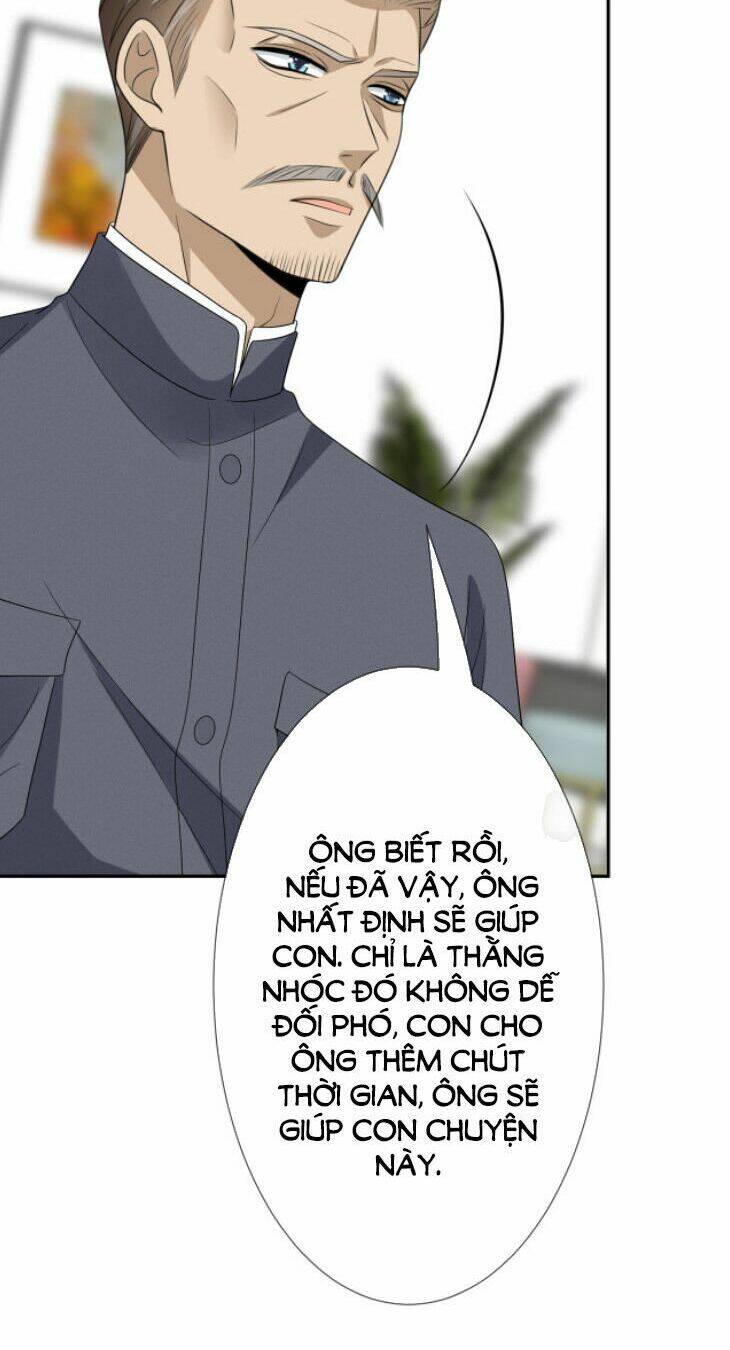 ÔNG BIẾT RỒI,
NẾU ĐÃ VẬY, ÔNG
NHẤT ĐỊNH SẼ GIÚP
CON. CHỈ LÀ THẰNG
NHÓC ĐÓ KHÔNG DỄ
ĐỐI PHÓ, CON CHO
ÔNG THÊM CHÚT
THỜI GIAN, ÔNG SẼ
GIÚP CON CHUYỆN
NÀY.